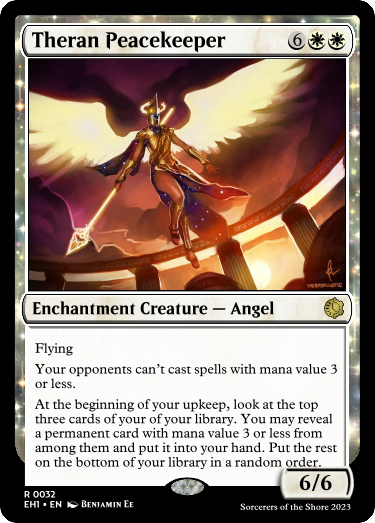 Theran Peacekeeper 6
Enchantment Creature — Angel
Flying
Your opponents can't cast spells with mana value 3
or less.
At the beginning of your upkeep, look at the top
three cards of your of your library. You may reveal
a permanent card with mana value 3 or less from
among them and put it into your hand. Put the rest
on the bottom of your library in a random order.
6/6
R 0032
EH1 • EN Benjamin Ee
Sorcerers of the Shore 2023